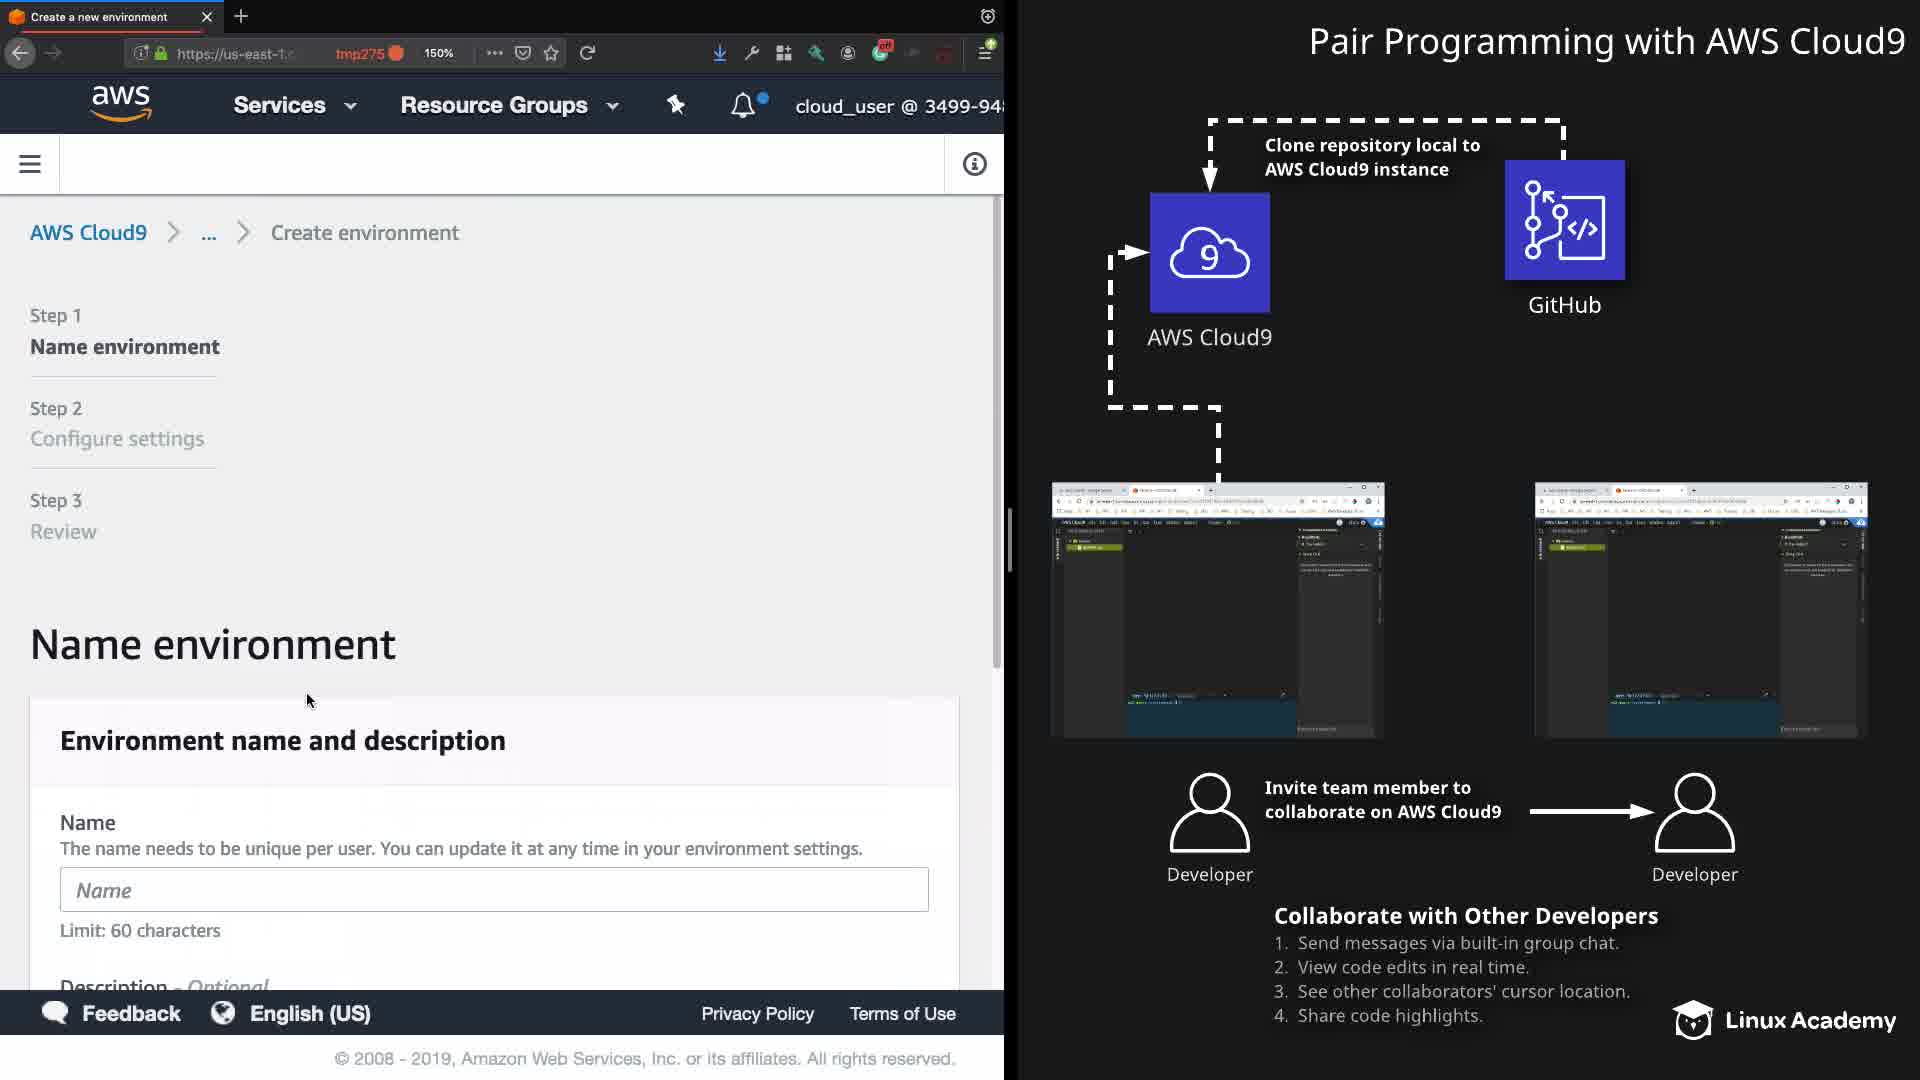 Create a new environment
https://us-east-1.c
tmp275
150%
off
aws
Services
Resource Groups
cloud_user @ 3499-948
AWS Cloud9
...
Create environment
Step 1
Name environment
Step 2
Configure settings
Step 3
Review
Name environment
Environment name and description
Name
The name needs to be unique per user. You can update it at any time in your environment settings.
Name
Limit: 60 characters
Description - Optional
Feedback
English (US)
Privacy Policy
Terms of Use
© 2008 - 2019, Amazon Web Services, Inc. or its affiliates. All rights reserved.
Pair Programming with AWS Cloud9
Clone repository local to
AWS Cloud9 instance
9
AWS Cloud9
GitHub
Invite team member to
collaborate on AWS Cloud9
Developer
Developer
Collaborate with Other Developers
1. Send messages via built-in group chat.
2. View code edits in real time.
3. See other collaborators' cursor location.
4. Share code highlights.
Linux Academy